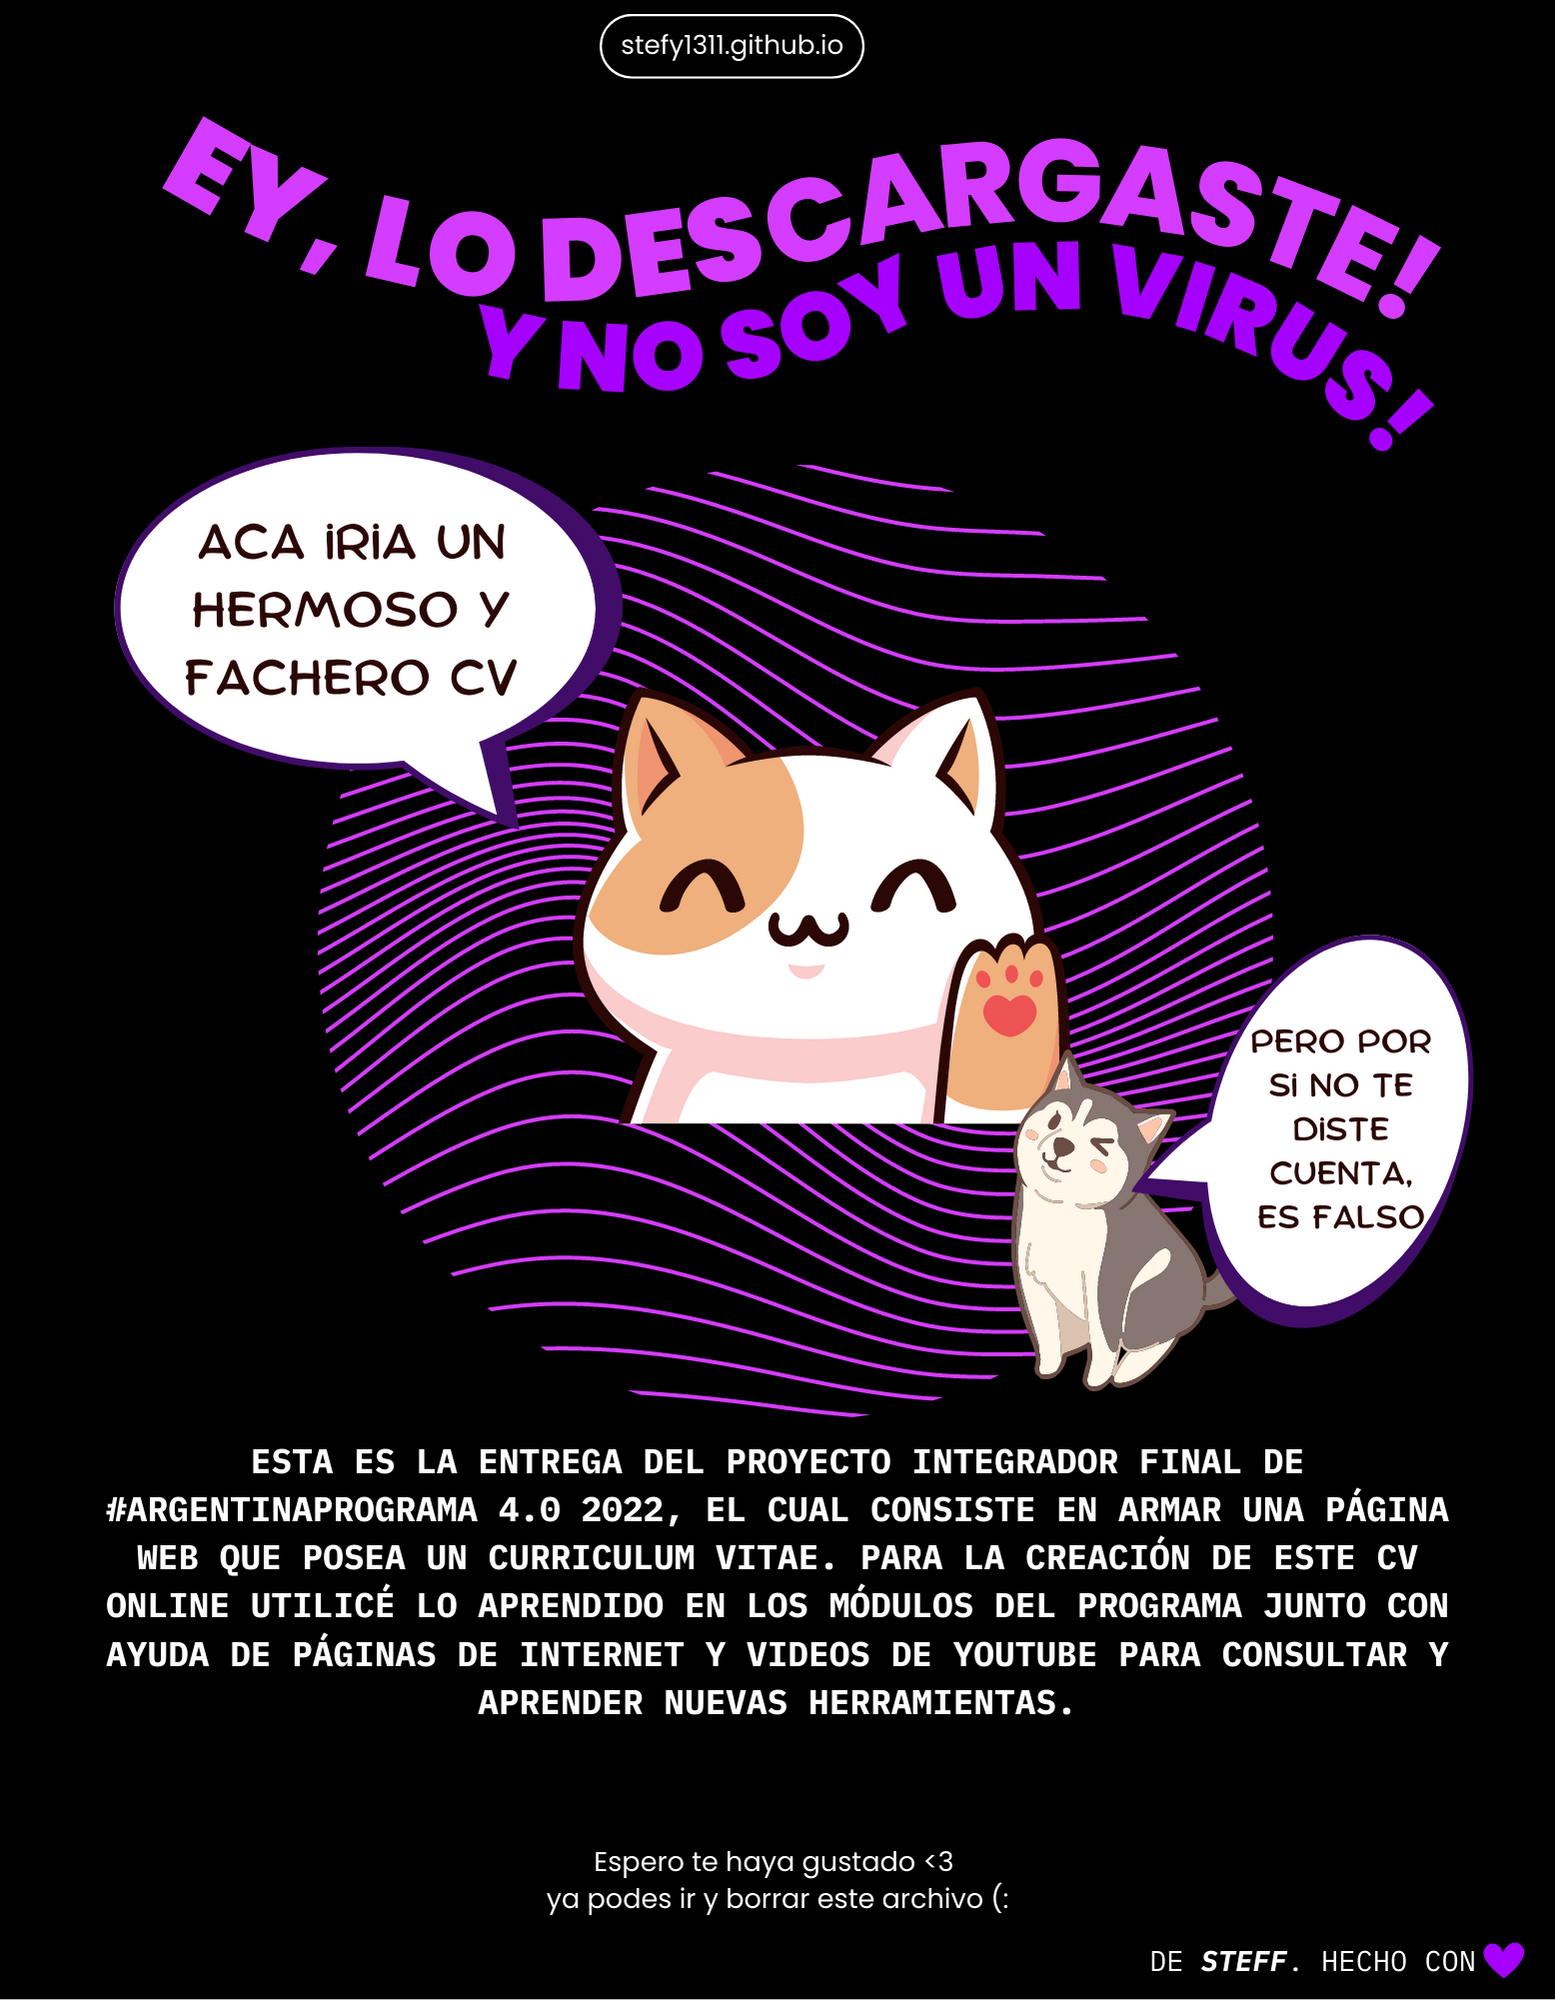 stefy1311.github.io
EY, LO DESCARGASTE!
Y NO SOY UN VIRUS!
ACA iRiA UN
HERMOSO Y
FACHERO CV
PERO POR
Si NO TE
DiSTE
CUENTA,
ES FALSO
ESTA ES LA ENTREGA DEL PROYECTO INTEGRADOR FINAL DE
#ARGENTINAPROGRAMA 4.0 2022, EL CUAL CONSISTE EN ARMAR UNA PÁGINA
WEB QUE POSEA UN CURRICULUM VITAE. PARA LA CREACIÓN DE ESTE CV
ONLINE UTILICÉ LO APRENDIDO EN LOS MÓDULOS DEL PROGRAMA JUNTO CON
AYUDA DE PÁGINAS DE INTERNET Y VIDEOS DE YOUTUBE PARA CONSULTAR Y
APRENDER NUEVAS HERRAMIENTAS.
Espero te haya gustado <3
ya podes ir y borrar este archivo (:
DE STEFF. HECHO CON